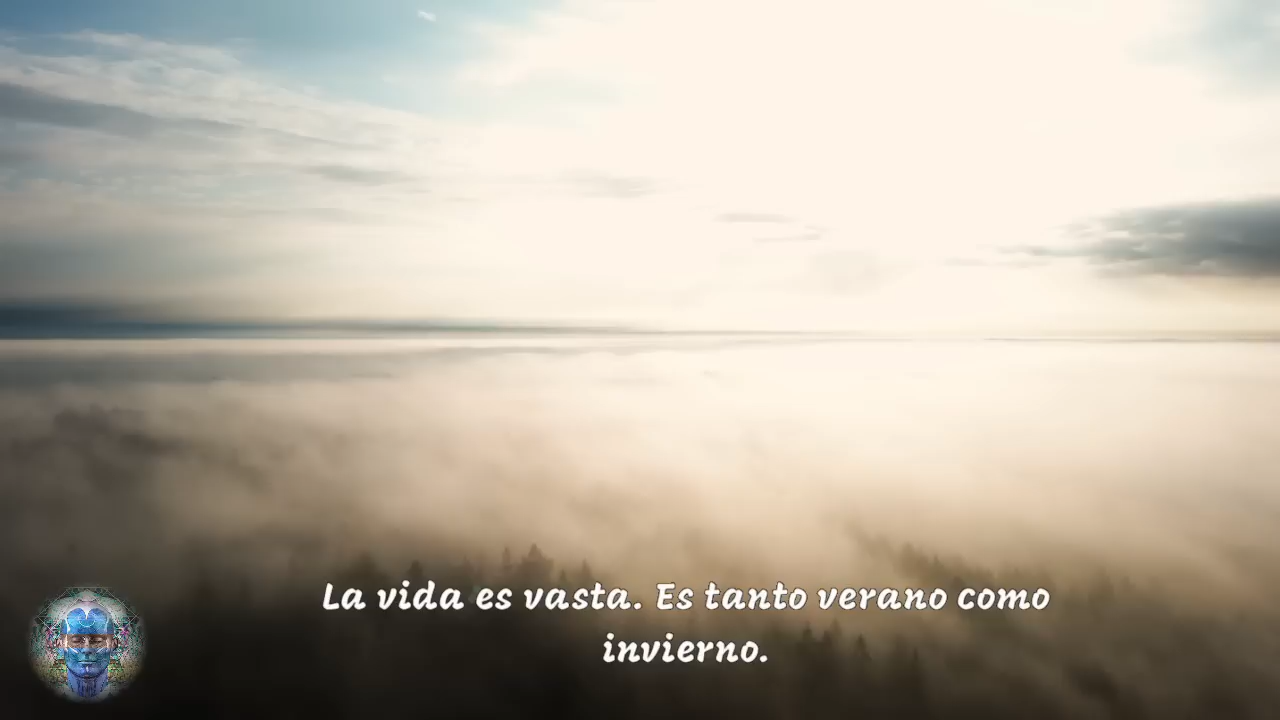 La vida es vasta. Es tanto verano como
invierno.